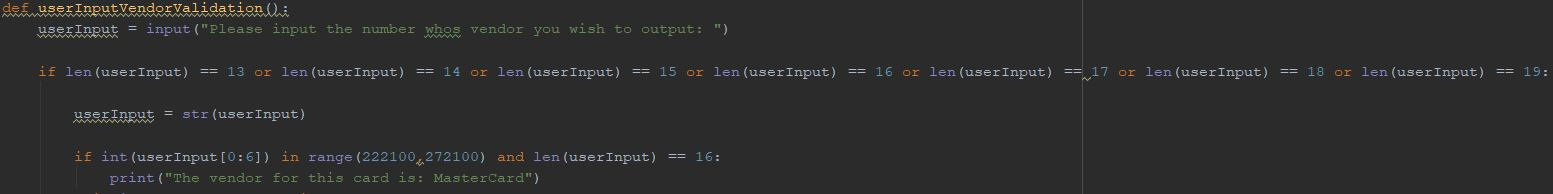 def userInputVendorValidation():
userInput = input("Please input the number whos vendor you wish to output: ")
if len(userInput) == 13 or len(userInput) == 14 or len(userInput) == 15 or len(userInput) == 16 or len(userInput) == 17 or len(userInput) == 18 or len(userInput) == 19:
userInput = str(userInput)
if int(userInput[0:6]) in range(222100,272100) and len(userInput) == 16:
print("The vendor for this card is: MasterCard")